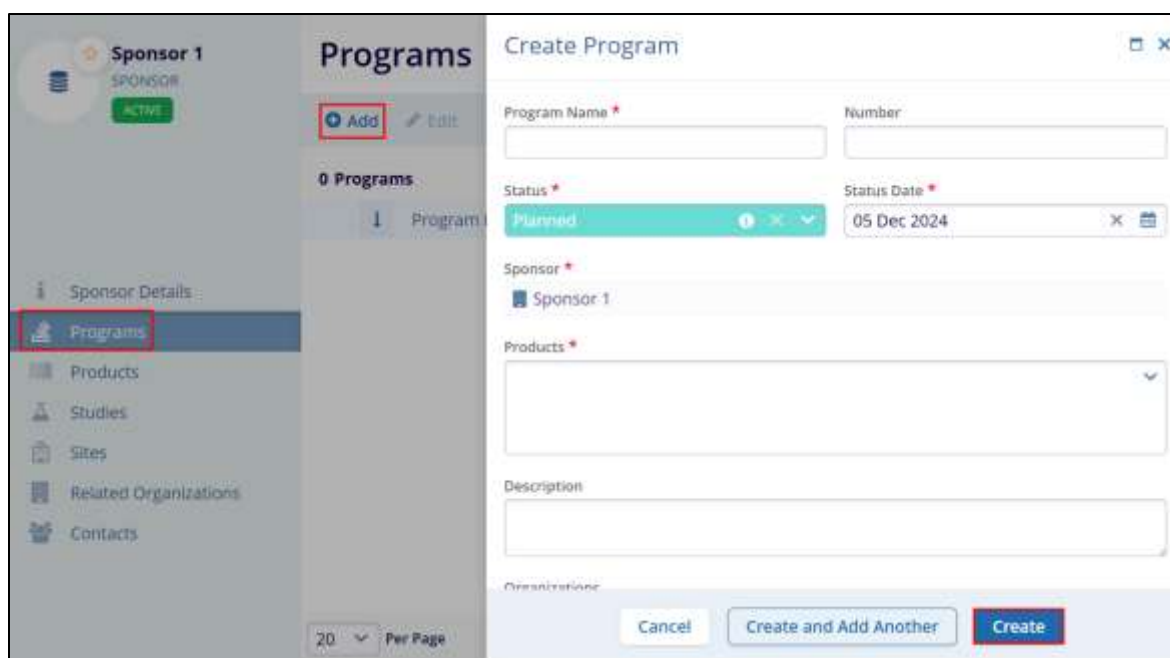 Sponsor 1
SPONSOR
ACTIVE
Sponsor Details
Programs
Products
Studies
Sites
Related Organizations
Contacts
Programs
Add Edit
0 Programs
Program
20 Per Page
Create Program
Program Name * Number
Status * Status Date *
Planned 05 Dec 2024
Sponsor *
Sponsor 1
Products *
Description
Organizations
Cancel Create and Add Another Create